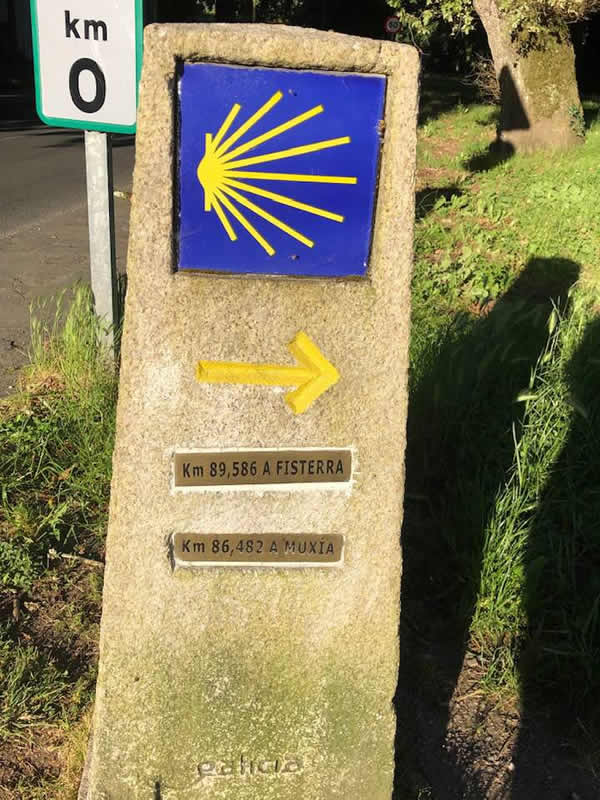 km
0
Km 89,586 A FISTERRA
Km 86,482 A MUXÍA
galicia